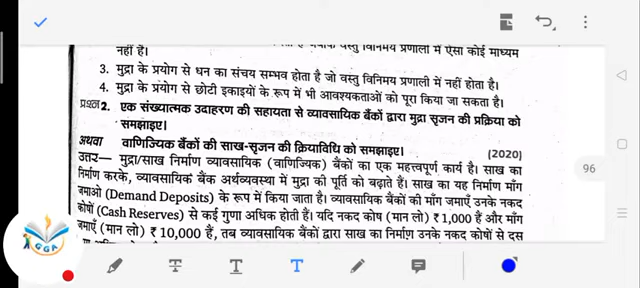 नहीं है।
3. मुद्रा के प्रयोग से धन का संचय सम्भव होता है जो वस्तु विनिमय प्रणाली में नहीं होता है।
4. मुद्रा के प्रयोग से छोटी इकाइयों के रूप में भी आवश्यकताओं को पूरा किया जा सकता है।
प्रश्न 2. एक संख्यात्मक उदाहरण की सहायता से व्यावसायिक बैंकों द्वारा मुद्रा सृजन की प्रक्रिया को
समझाइए।
अथवा वाणिज्यिक बैंकों की साख-सृजन की क्रियाविधि को समझाइए। (2020)
उत्तर— मुद्रा/साख निर्माण व्यावसायिक (वाणिज्यिक) बैंकों का एक महत्त्वपूर्ण कार्य है। साख का
निर्माण करके, व्यावसायिक बैंक अर्थव्यवस्था में मुद्रा की पूर्ति को बढ़ाते हैं। साख का यह निर्माण माँग
जमाओं (Demand Deposits) के रूप में किया जाता है। व्यावसायिक बैंकों की माँग जमाएँ उनके नकद
कोषों (Cash Reserves) से कई गुणा अधिक होती हैं। यदि नकद कोष (मान लो) ₹ 1,000 हैं और माँग
जमाएँ (मान लो) ₹ 10,000 हैं, तब व्यावसायिक बैंकों द्वारा साख का निर्माण उनके नकद कोषों से दस
96
GGA
T T T